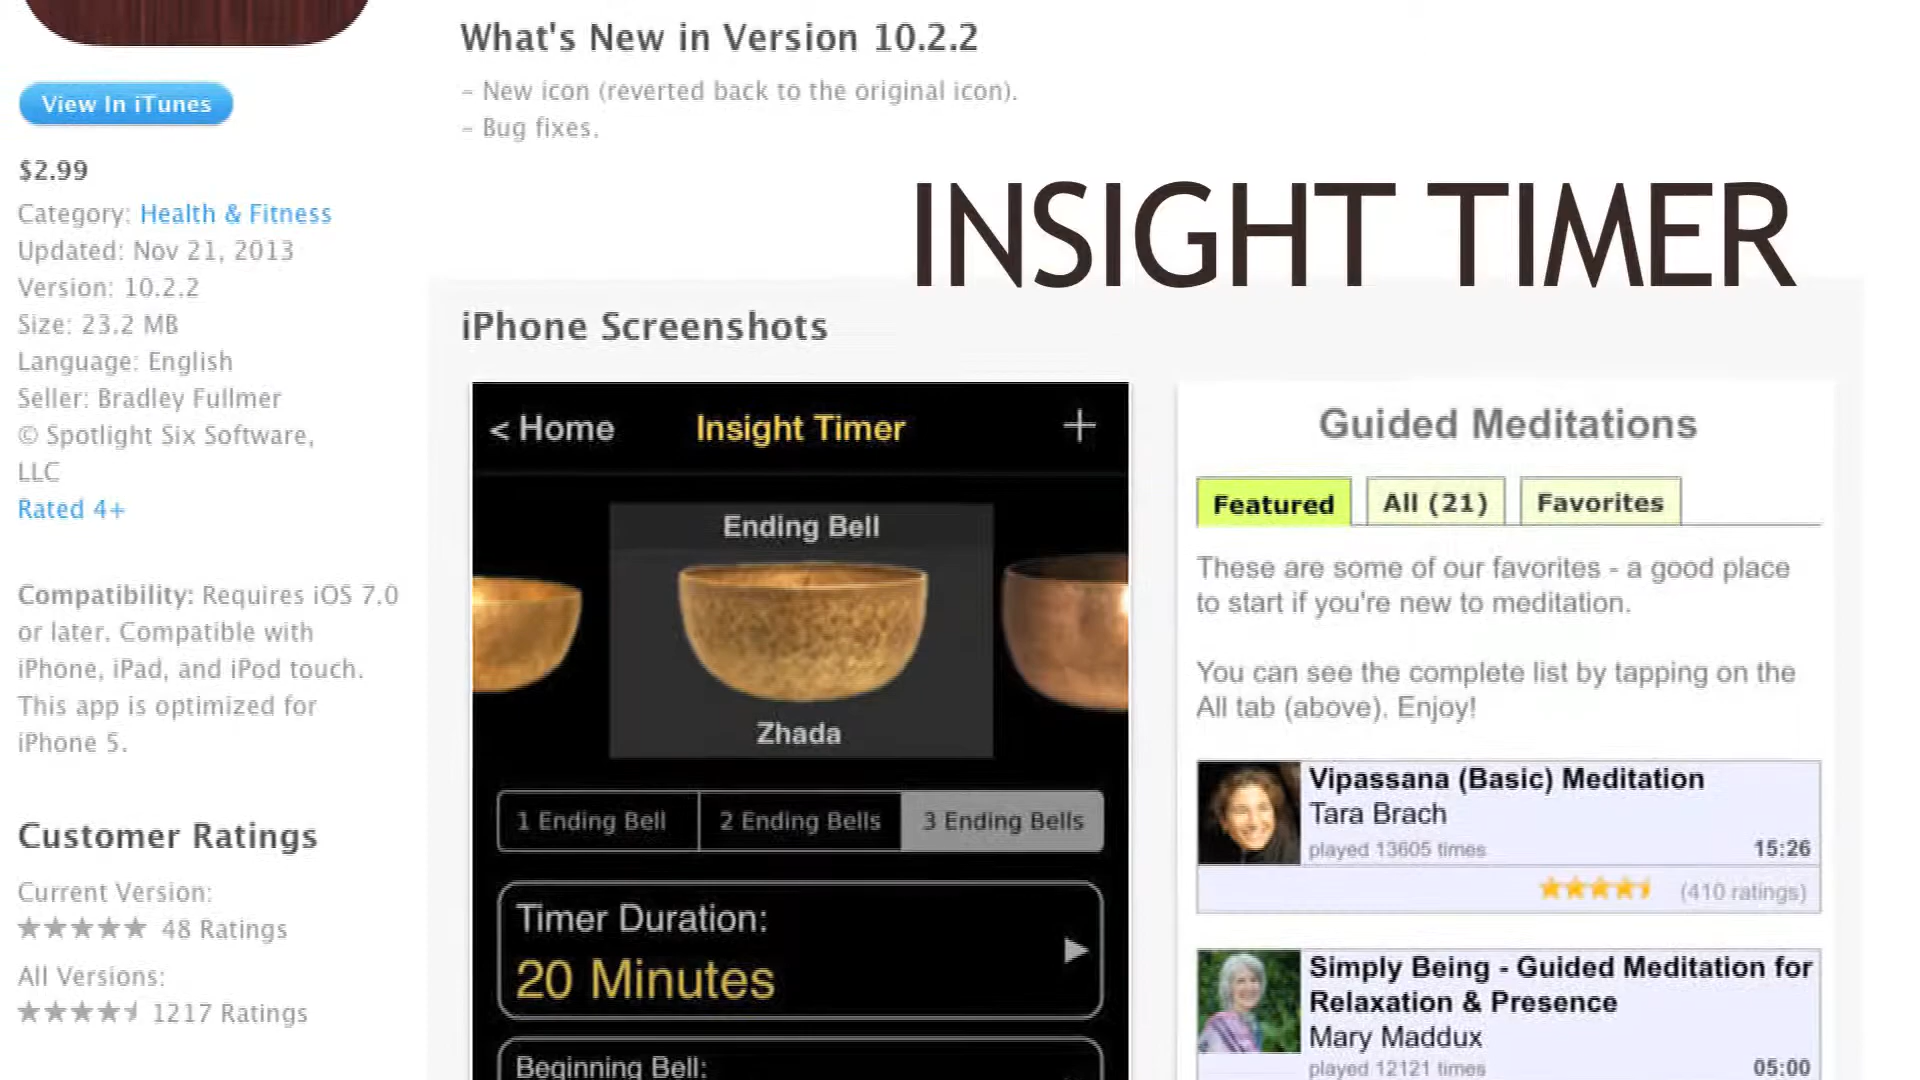 What's New in Version 10.2.2
- New icon (reverted back to the original icon).
- Bug fixes.
View In iTunes
$2.99
Category: Health & Fitness
Updated: Nov 21, 2013
Version: 10.2.2
Size: 23.2 MB
Language: English
Seller: Bradley Fullmer
© Spotlight Six Software,
LLC
Rated 4+
Compatibility: Requires iOS 7.0
or later. Compatible with
iPhone, iPad, and iPod touch.
This app is optimized for
iPhone 5.
Customer Ratings
Current Version:
★★★★★ 48 Ratings
All Versions:
1217 Ratings
INSIGHT TIMER
iPhone Screenshots
< Home Insight Timer +
Ending Bell
Zhada
1 Ending Bell 2 Ending Bells 3 Ending Bells
Timer Duration:
20 Minutes
Beginning Bell:
Guided Meditations
Featured All (21) Favorites
These are some of our favorites - a good place
to start if you're new to meditation.
You can see the complete list by tapping on the
All tab (above). Enjoy!
Vipassana (Basic) Meditation
Tara Brach
played 13605 times 15:26
(410 ratings)
Simply Being - Guided Meditation for
Relaxation & Presence
Mary Maddux
played 12121 times 05:00